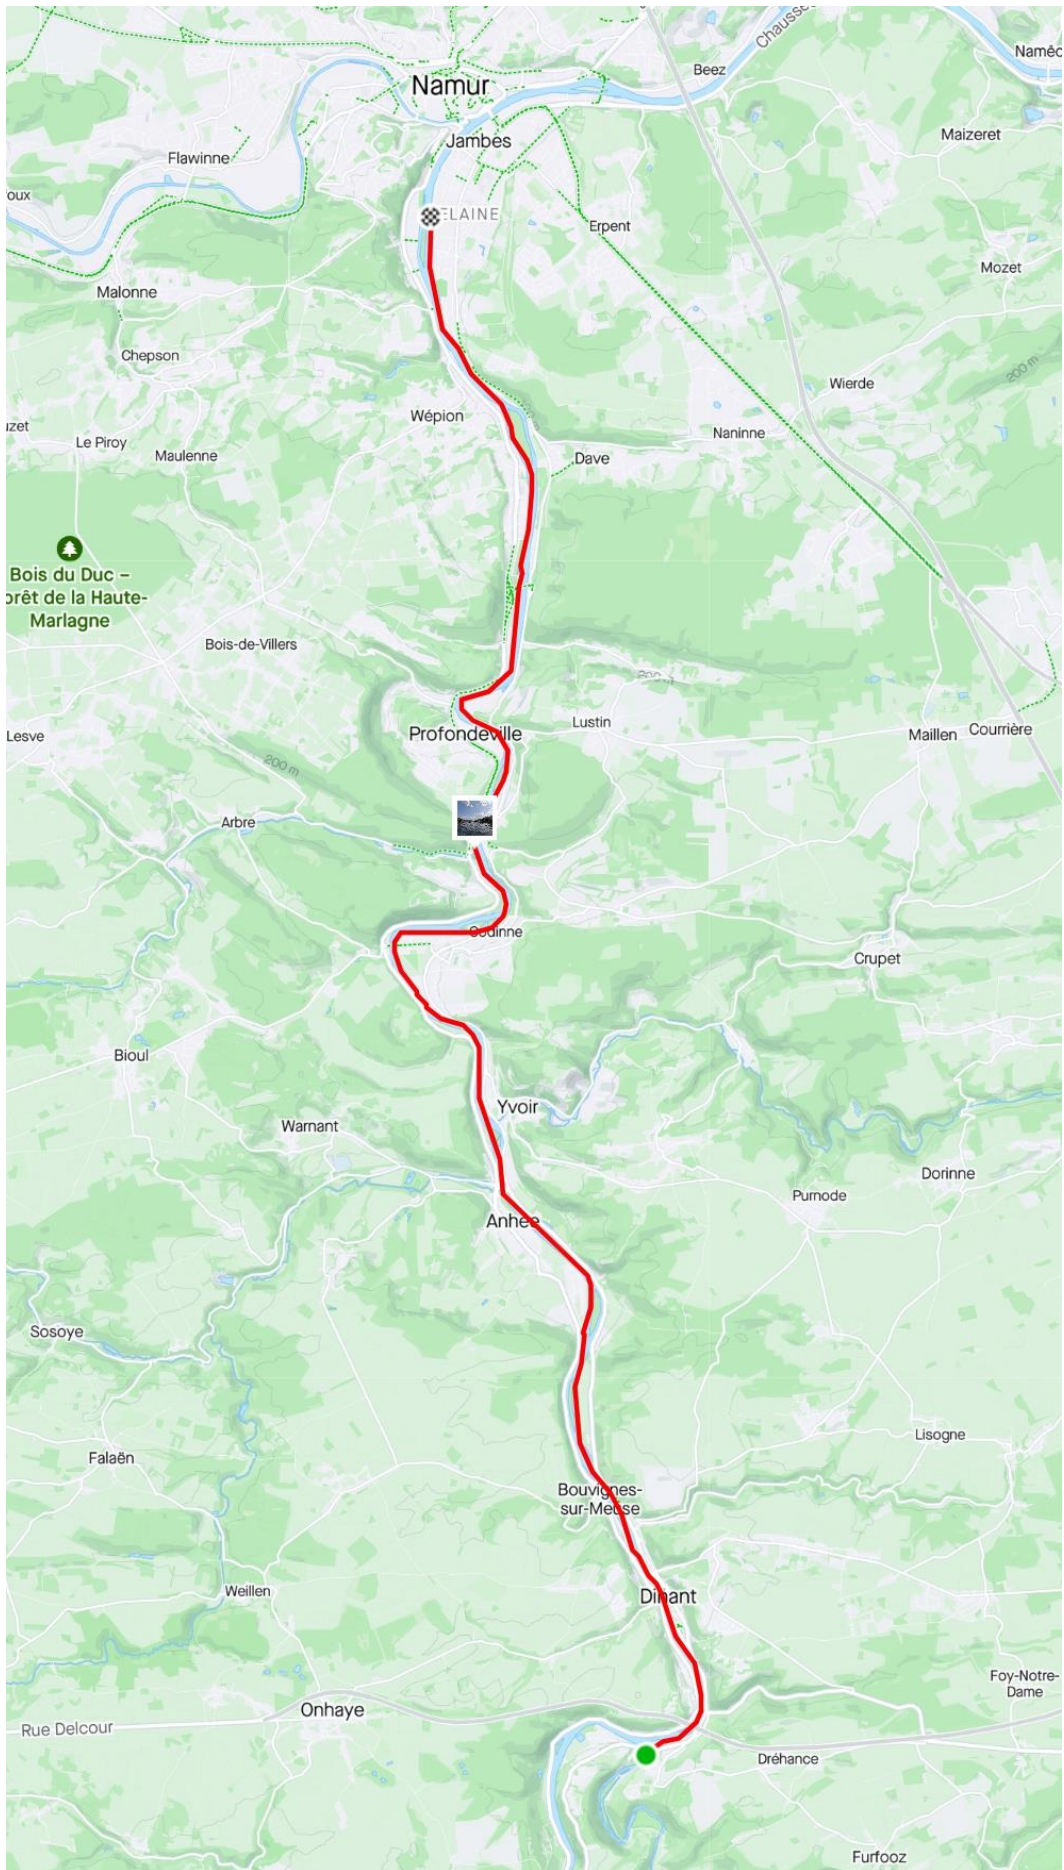 Chaussée
Namêc
Beez
Namur
Maizeret
Jambes
Flawinne
roux
ELAINE
Erpent
Mozet
Malonne
Chepson
200 m
Wierde
Wépion
uzet
Le Piroy
Naninne
Maulenne
Dave
Bois du Duc –
orêt de la Haute-
Marlagne
Bois-de-Villers
200 m
Lustin
Courrière
Profondeville
Maillen
Lesve
200 m
Arbre
Godinne
Crupet
Bioul
Yvoir
Warnant
Dorinne
Purnode
Anhée
Sosoye
Lisogne
Falaën
Bouvignes-
sur-Meuse
Weillen
Dinant
Foy-Notre-
Dame
Onhaye
Rue Delcour
Dréhance
Furfooz